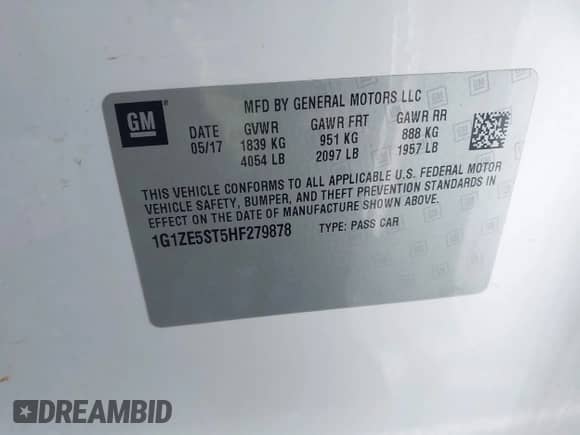 GM
MFD BY GENERAL MOTORS LLC
DATE GVWR GAWR FRT GAWR RR
05/17 1839 KG 951 KG 888 KG
4054 LB 2097 LB 1957 LB
THIS VEHICLE CONFORMS TO ALL APPLICABLE U.S. FEDERAL MOTOR
VEHICLE SAFETY, BUMPER, AND THEFT PREVENTION STANDARDS IN
EFFECT ON THE DATE OF MANUFACTURE SHOWN ABOVE.
1G1ZE5ST5HF279878 TYPE: PASS CAR
DREAMBID